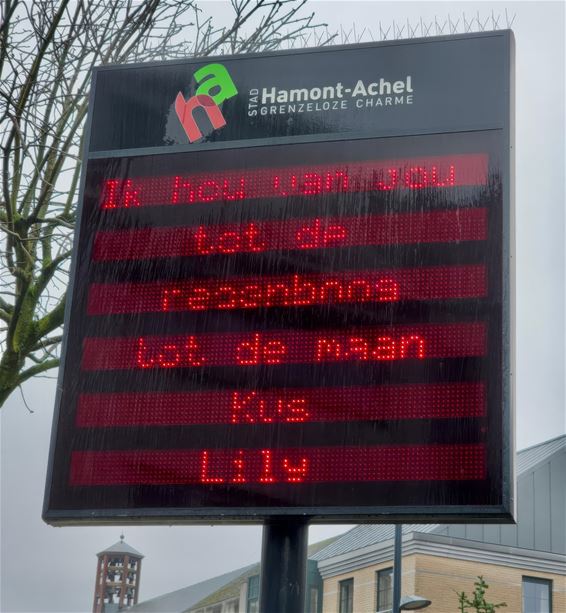 ha
STAD Hamont-Achel
GRENZELOZE CHARME
Ik hou van jou
tot de
regenboog
tot de maan
Kus
Lily